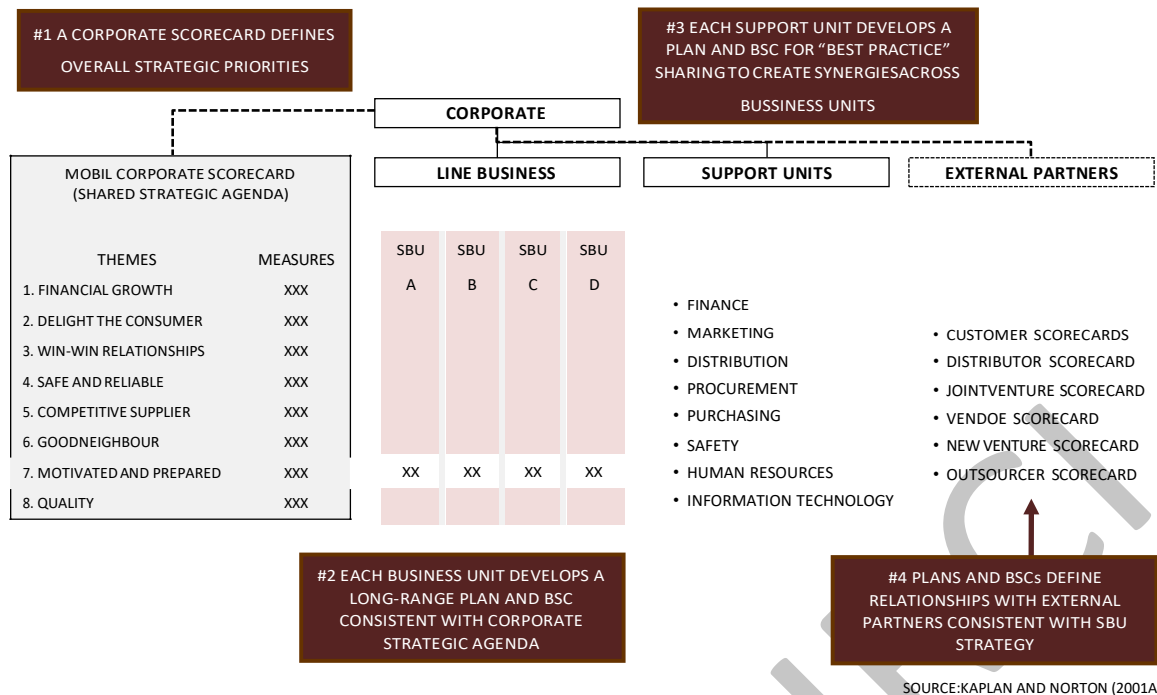 #1 A CORPORATE SCORECARD DEFINES
OVERALL STRATEGIC PRIORITIES
#3 EACH SUPPORT UNIT DEVELOPS A
PLAN AND BSC FOR “BEST PRACTICE”
SHARING TO CREATE SYNERGIESACROSS
BUSSINESS UNITS
CORPORATE
MOBIL CORPORATE SCORECARD
(SHARED STRATEGIC AGENDA)
THEMES MEASURES
1. FINANCIAL GROWTH XXX
2. DELIGHT THE CONSUMER XXX
3. WIN-WIN RELATIONSHIPS XXX
4. SAFE AND RELIABLE XXX
5. COMPETITIVE SUPPLIER XXX
6. GOODNEIGHBOUR XXX
7. MOTIVATED AND PREPARED XXX
8. QUALITY XXX
LINE BUSINESS
SBU SBU SBU SBU
A B C D
XX XX XX XX
SUPPORT UNITS
• FINANCE
• MARKETING
• DISTRIBUTION
• PROCUREMENT
• PURCHASING
• SAFETY
• HUMAN RESOURCES
• INFORMATION TECHNOLOGY
EXTERNAL PARTNERS
• CUSTOMER SCORECARDS
• DISTRIBUTOR SCORECARD
• JOINTVENTURE SCORECARD
• VENDOE SCORECARD
• NEW VENTURE SCORECARD
• OUTSOURCER SCORECARD
#2 EACH BUSINESS UNIT DEVELOPS A
LONG-RANGE PLAN AND BSC
CONSISTENT WITH CORPORATE
STRATEGIC AGENDA
#4 PLANS AND BSCs DEFINE
RELATIONSHIPS WITH EXTERNAL
PARTNERS CONSISTENT WITH SBU
STRATEGY
SOURCE:KAPLAN AND NORTON (2001A